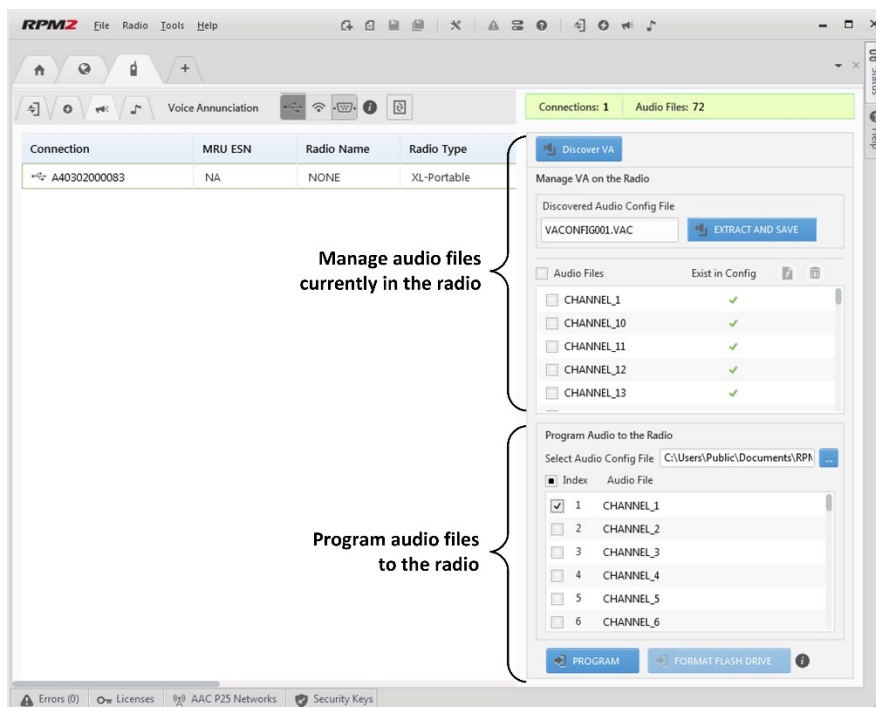 RPM2 File Radio Tools Help
Voice Annunciation
Connections: 1 Audio Files: 72
Status
Help
Connection MRU ESN Radio Name Radio Type
A40302000083 NA NONE XL-Portable
Discover VA
Manage VA on the Radio
Discovered Audio Config File
VACONFIG001.VAC EXTRACT AND SAVE
Manage audio files
currently in the radio
Audio Files Exist in Config
CHANNEL_1
CHANNEL_10
CHANNEL_11
CHANNEL_12
CHANNEL_13
Program Audio to the Radio
Select Audio Config File C:\Users\Public\Documents\RPM ...
Index Audio File
1 CHANNEL_1
2 CHANNEL_2
3 CHANNEL_3
4 CHANNEL_4
5 CHANNEL_5
6 CHANNEL_6
Program audio files
to the radio
PROGRAM FORMAT FLASH DRIVE
Errors (0) Licenses AAC P25 Networks Security Keys